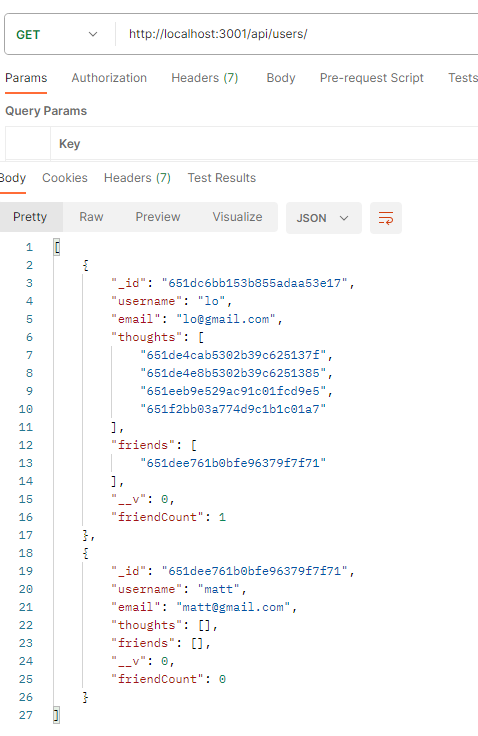 GET http://localhost:3001/api/users/
Params Authorization Headers (7) Body Pre-request Script Tests
Query Params
Key
Body Cookies Headers (7) Test Results
Pretty Raw Preview Visualize JSON
1 [
2 {
3 "_id": "651dc6bb153b855adaa53e17",
4 "username": "lo",
5 "email": "lo@gmail.com",
6 "thoughts": [
7 "651de4cab5302b39c625137f",
8 "651de4e8b5302b39c6251385",
9 "651eeb9e529ac91c01fcd9e5",
10 "651f2bb03a774d9c1b1c01a7"
11 ],
12 "friends": [
13 "651dee761b0bfe96379f7f71"
14 ],
15 "__v": 0,
16 "friendCount": 1
17 },
18 {
19 "_id": "651dee761b0bfe96379f7f71",
20 "username": "matt",
21 "email": "matt@gmail.com",
22 "thoughts": [],
23 "friends": [],
24 "__v": 0,
25 "friendCount": 0
26 }
27 ]